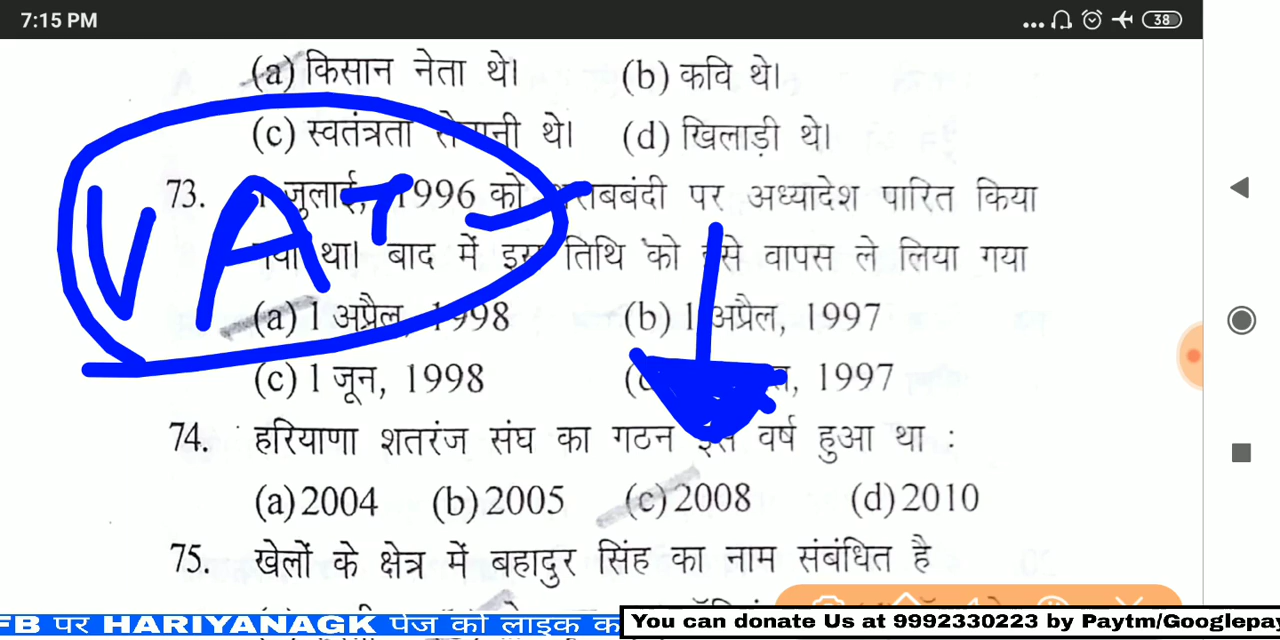 7:15 PM
38
(a) किसान नेता थे। (b) कवि थे।
(c) स्वतंत्रता थे। (d) खिलाड़ी थे।
VAT
73. जुलाई, 1996 को पर अध्यादेश पारित किया
था। बाद में तिथि को वापस ले लिया गया
(a) 1 अप्रैल, 1998 (b) 1 अप्रैल, 1997
(c) 1 जून, 1998 1997
74. हरियाणा शतरंज संघ का गठन इस वर्ष हुआ था :
(a) 2004 (b) 2005 (c) 2008 (d) 2010
75. खेलों के क्षेत्र में बहादुर सिंह का नाम संबंधित है
FB पर HARIYANAGK पेज को लाइक
You can donate Us at 9992330223 by Paytm/Googlepay